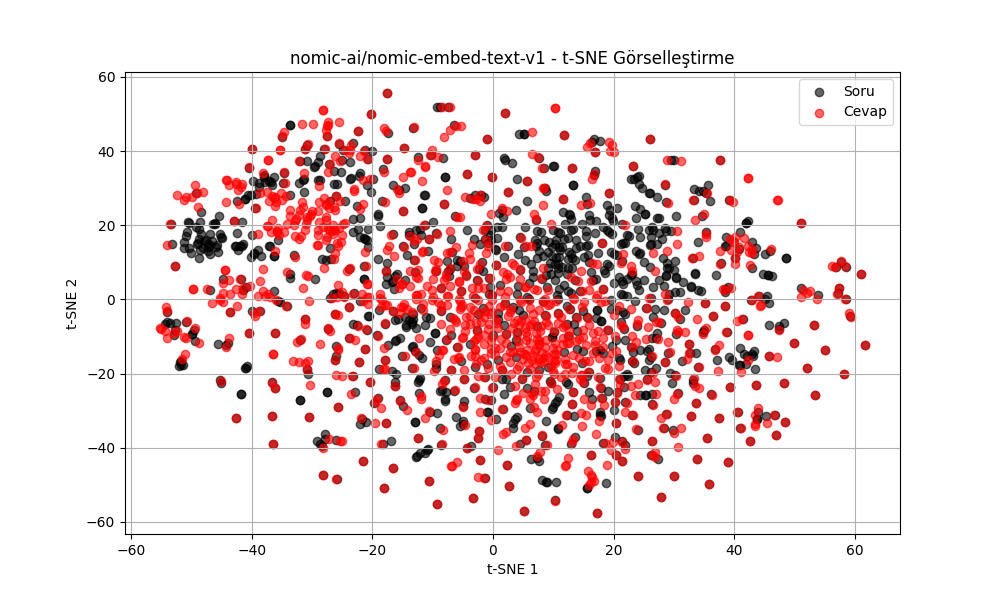 nomic-ai/nomic-embed-text-v1 - t-SNE Görselleştirme
Soru
Cevap
60
40
20
0
−20
−40
−60
t-SNE 2
−60 −40 −20 0 20 40 60
t-SNE 1